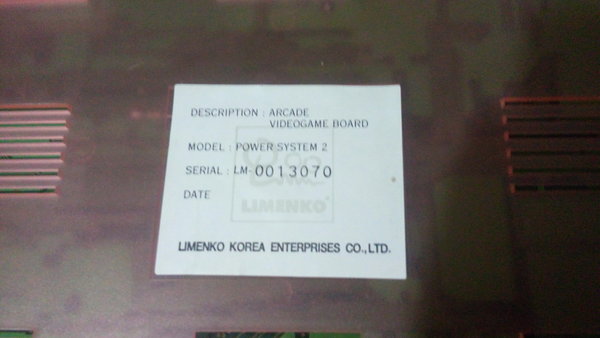 DESCRIPTION : ARCADE
VIDEOGAME BOARD
MODEL : POWER SYSTEM 2
SERIAL : LM-0013070
DATE
LIMENKO
LIMENKO KOREA ENTERPRISES CO.,LTD.